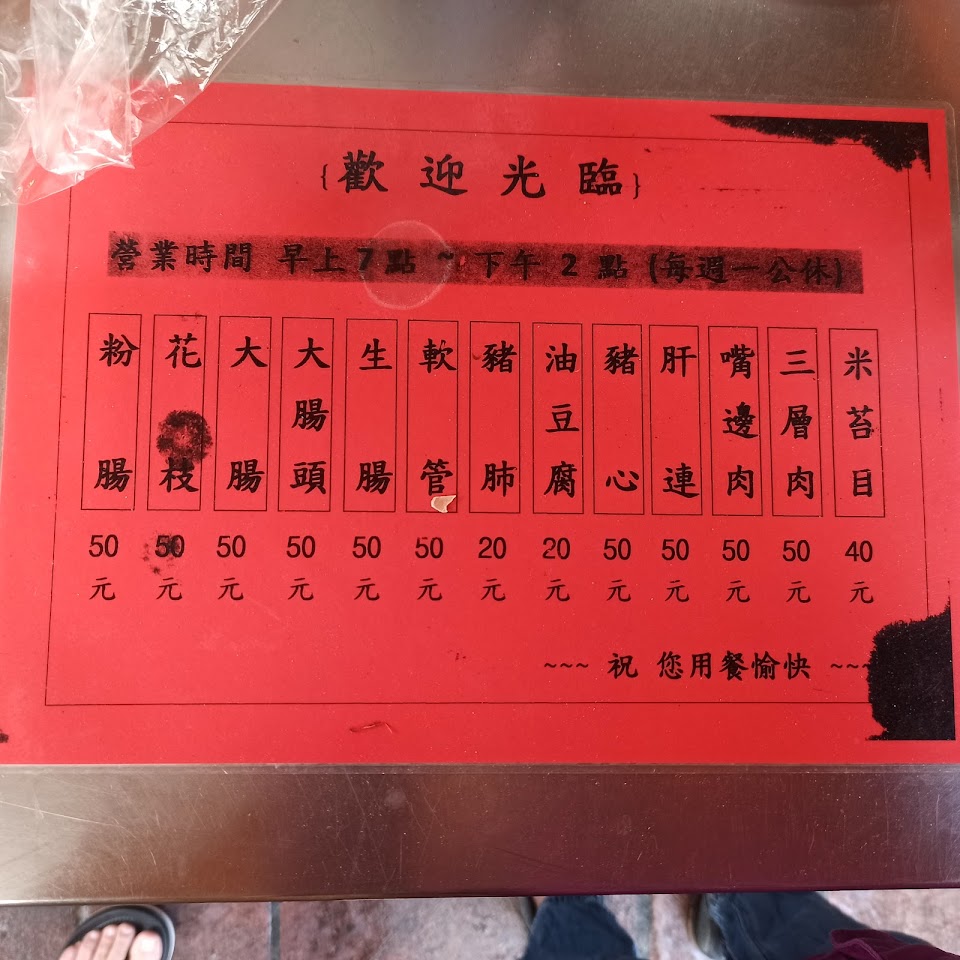 {歡迎光臨}
營業時間 早上7點 ~ 下午 2 點 (每週一公休)
米苔目 40元
三層肉 50元
嘴邊肉 50元
肝連 50元
豬心 50元
油豆腐 20元
豬肺 20元
軟管 50元
生腸 50元
大腸頭 50元
大腸 50元
花枝 50元
粉腸 50元
~~~ 祝 您用餐愉快 ~~~